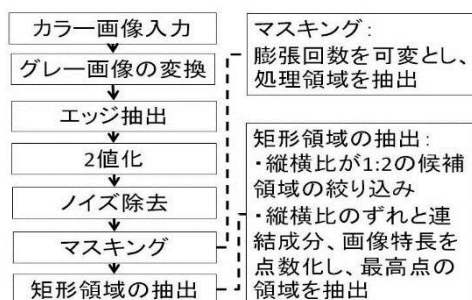 カラー画像入力
グレー画像の変換
エッジ抽出
2値化
ノイズ除去
マスキング
矩形領域の抽出
マスキング:
膨張回数を可変とし、
処理領域を抽出
矩形領域の抽出:
・縦横比が1:2の候補
領域の絞り込み
・縦横比のずれと連
結成分、画像特長を
点数化し、最高点の
領域を抽出